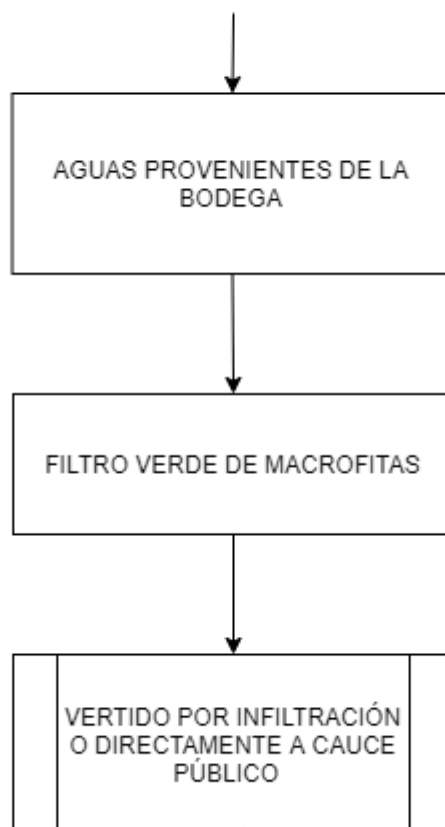 AGUAS PROVENIENTES DE LA
BODEGA
FILTRO VERDE DE MACROFITAS
VERTIDO POR INFILTRACIÓN
O DIRECTAMENTE A CAUCE
PÚBLICO